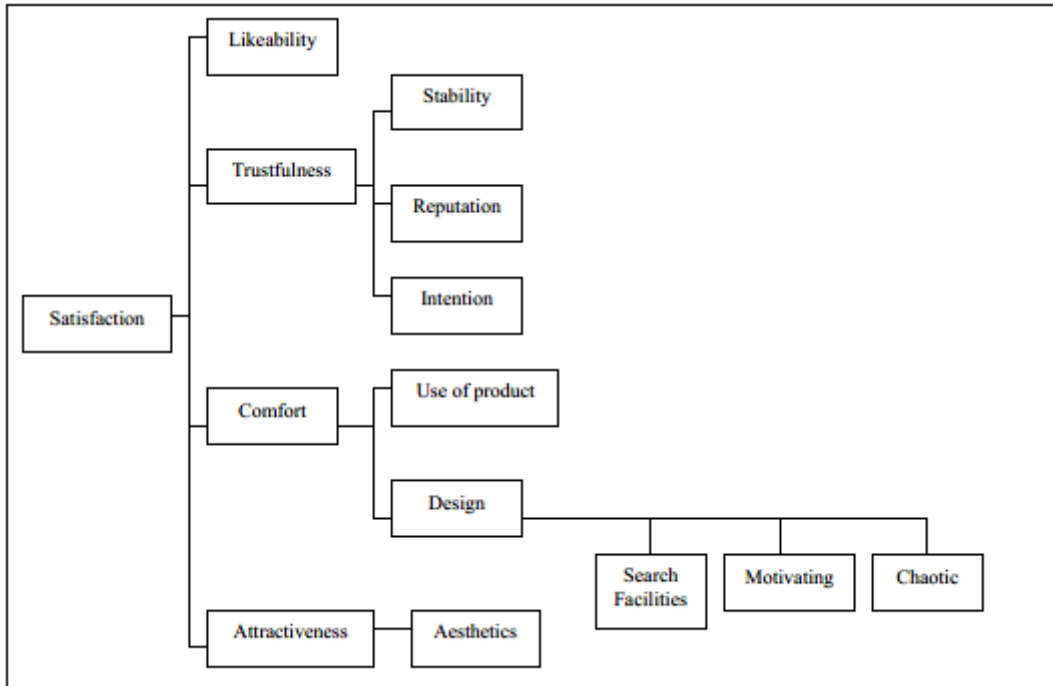 Likeability
Stability
Trustfulness
Reputation
Intention
Satisfaction
Use of product
Comfort
Design
Search
Facilities
Motivating
Chaotic
Attractiveness
Aesthetics